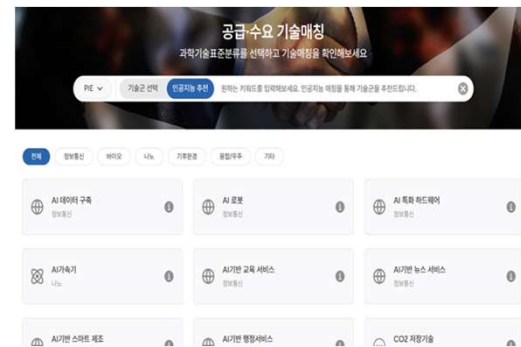 공급·수요 기술매칭
과학기술표준분류를 선택하고 기술매칭을 확인해보세요
PIE 기술군 선택 인공지능 추천 원하는 키워드를 입력해보세요. 인공지능 매칭을 통해 기술군을 추천드립니다.
전체 정보통신 바이오 나노 기후환경 융합/우주 기타
AI 데이터 구축
정보통신
AI 로봇
정보통신
AI 특화 하드웨어
정보통신
AI가속기
나노
AI기반 교육 서비스
정보통신
AI기반 뉴스 서비스
정보통신
AI기반 스마트 제조
AI기반 행정서비스
CO2 저장기술